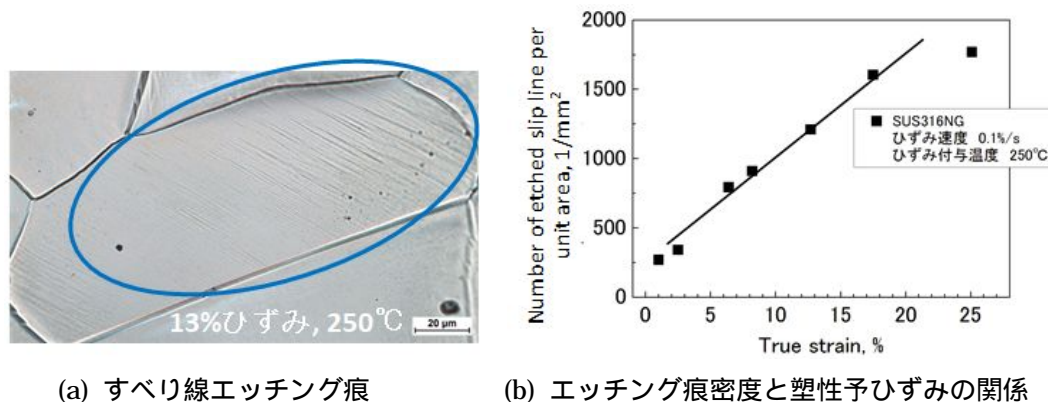 13%ひずみ, 250℃
20 μm
(a) すべり線エッチング痕
Number of etched slip line per
unit area, 1/mm²
2000
1500
1000
500
0
SUS316NG
ひずみ速度 0.1%/s
ひずみ付与温度 250℃
0 5 10 15 20 25
True strain, %
(b) エッチング痕密度と塑性予ひずみの関係